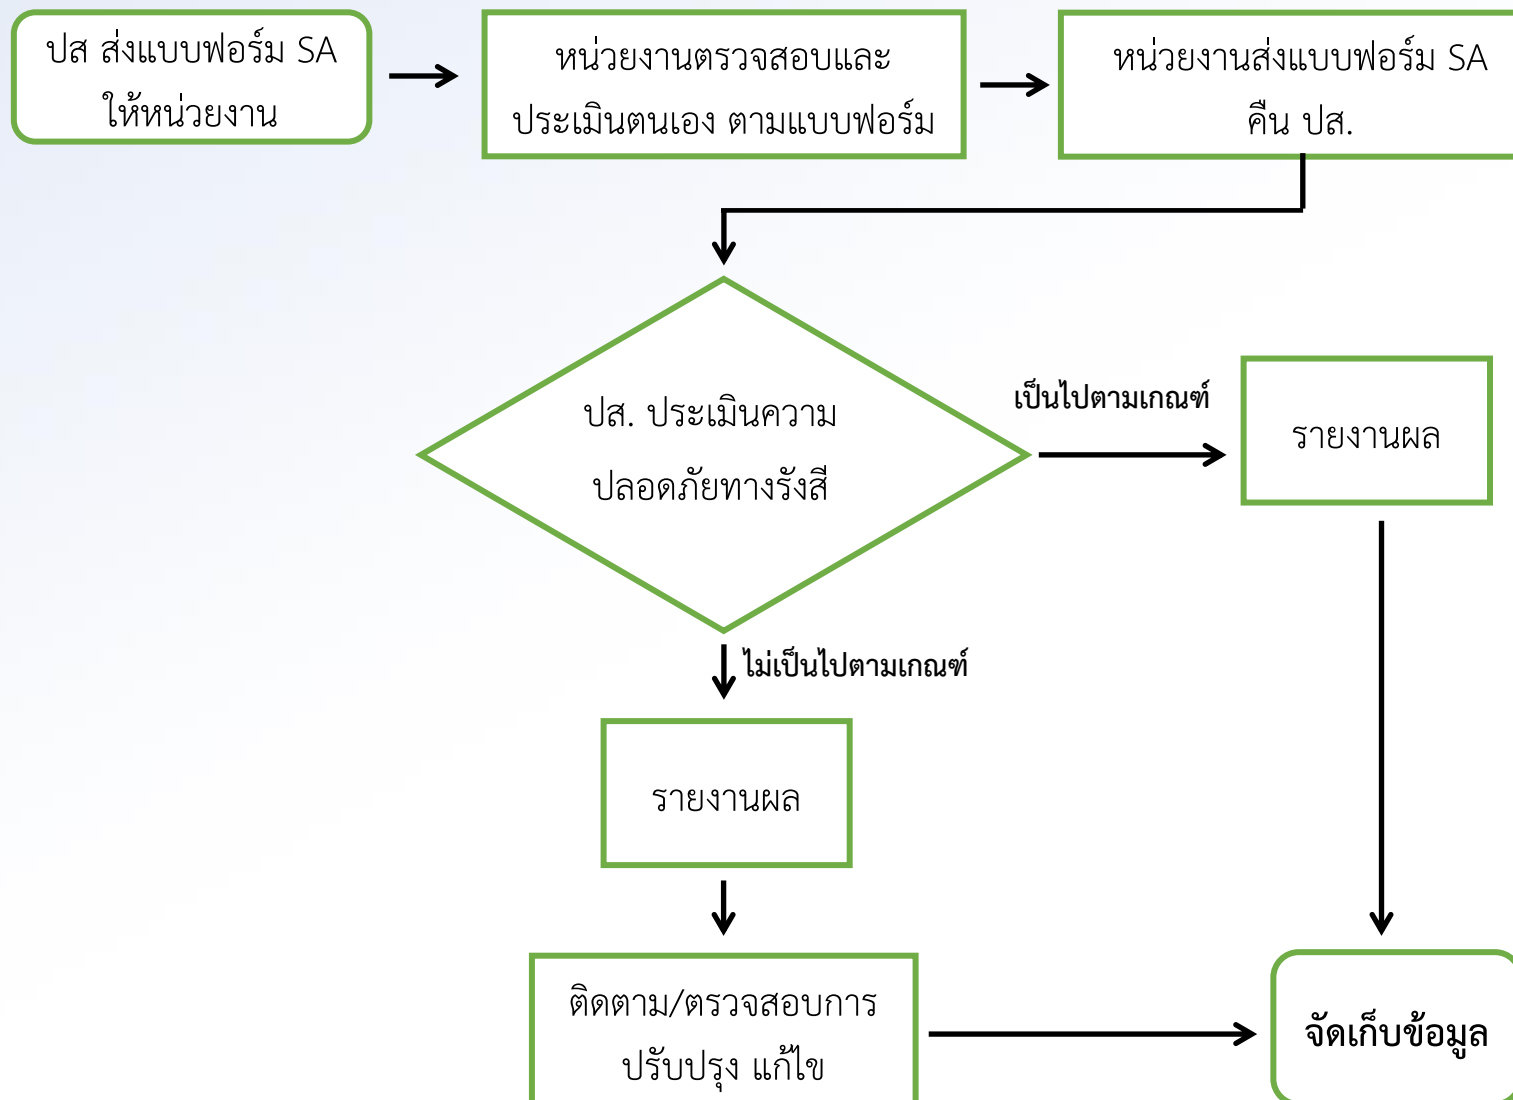 ปส ส่งแบบฟอร์ม SA
ให้หน่วยงาน
หน่วยงานตรวจสอบและ
ประเมินตนเอง ตามแบบฟอร์ม
หน่วยงานส่งแบบฟอร์ม SA
คืน ปส.
ปส. ประเมินความ
ปลอดภัยทางรังสี
เป็นไปตามเกณฑ์
รายงานผล
ไม่เป็นไปตามเกณฑ์
รายงานผล
ติดตาม/ตรวจสอบการ
ปรับปรุง แก้ไข
จัดเก็บข้อมูล